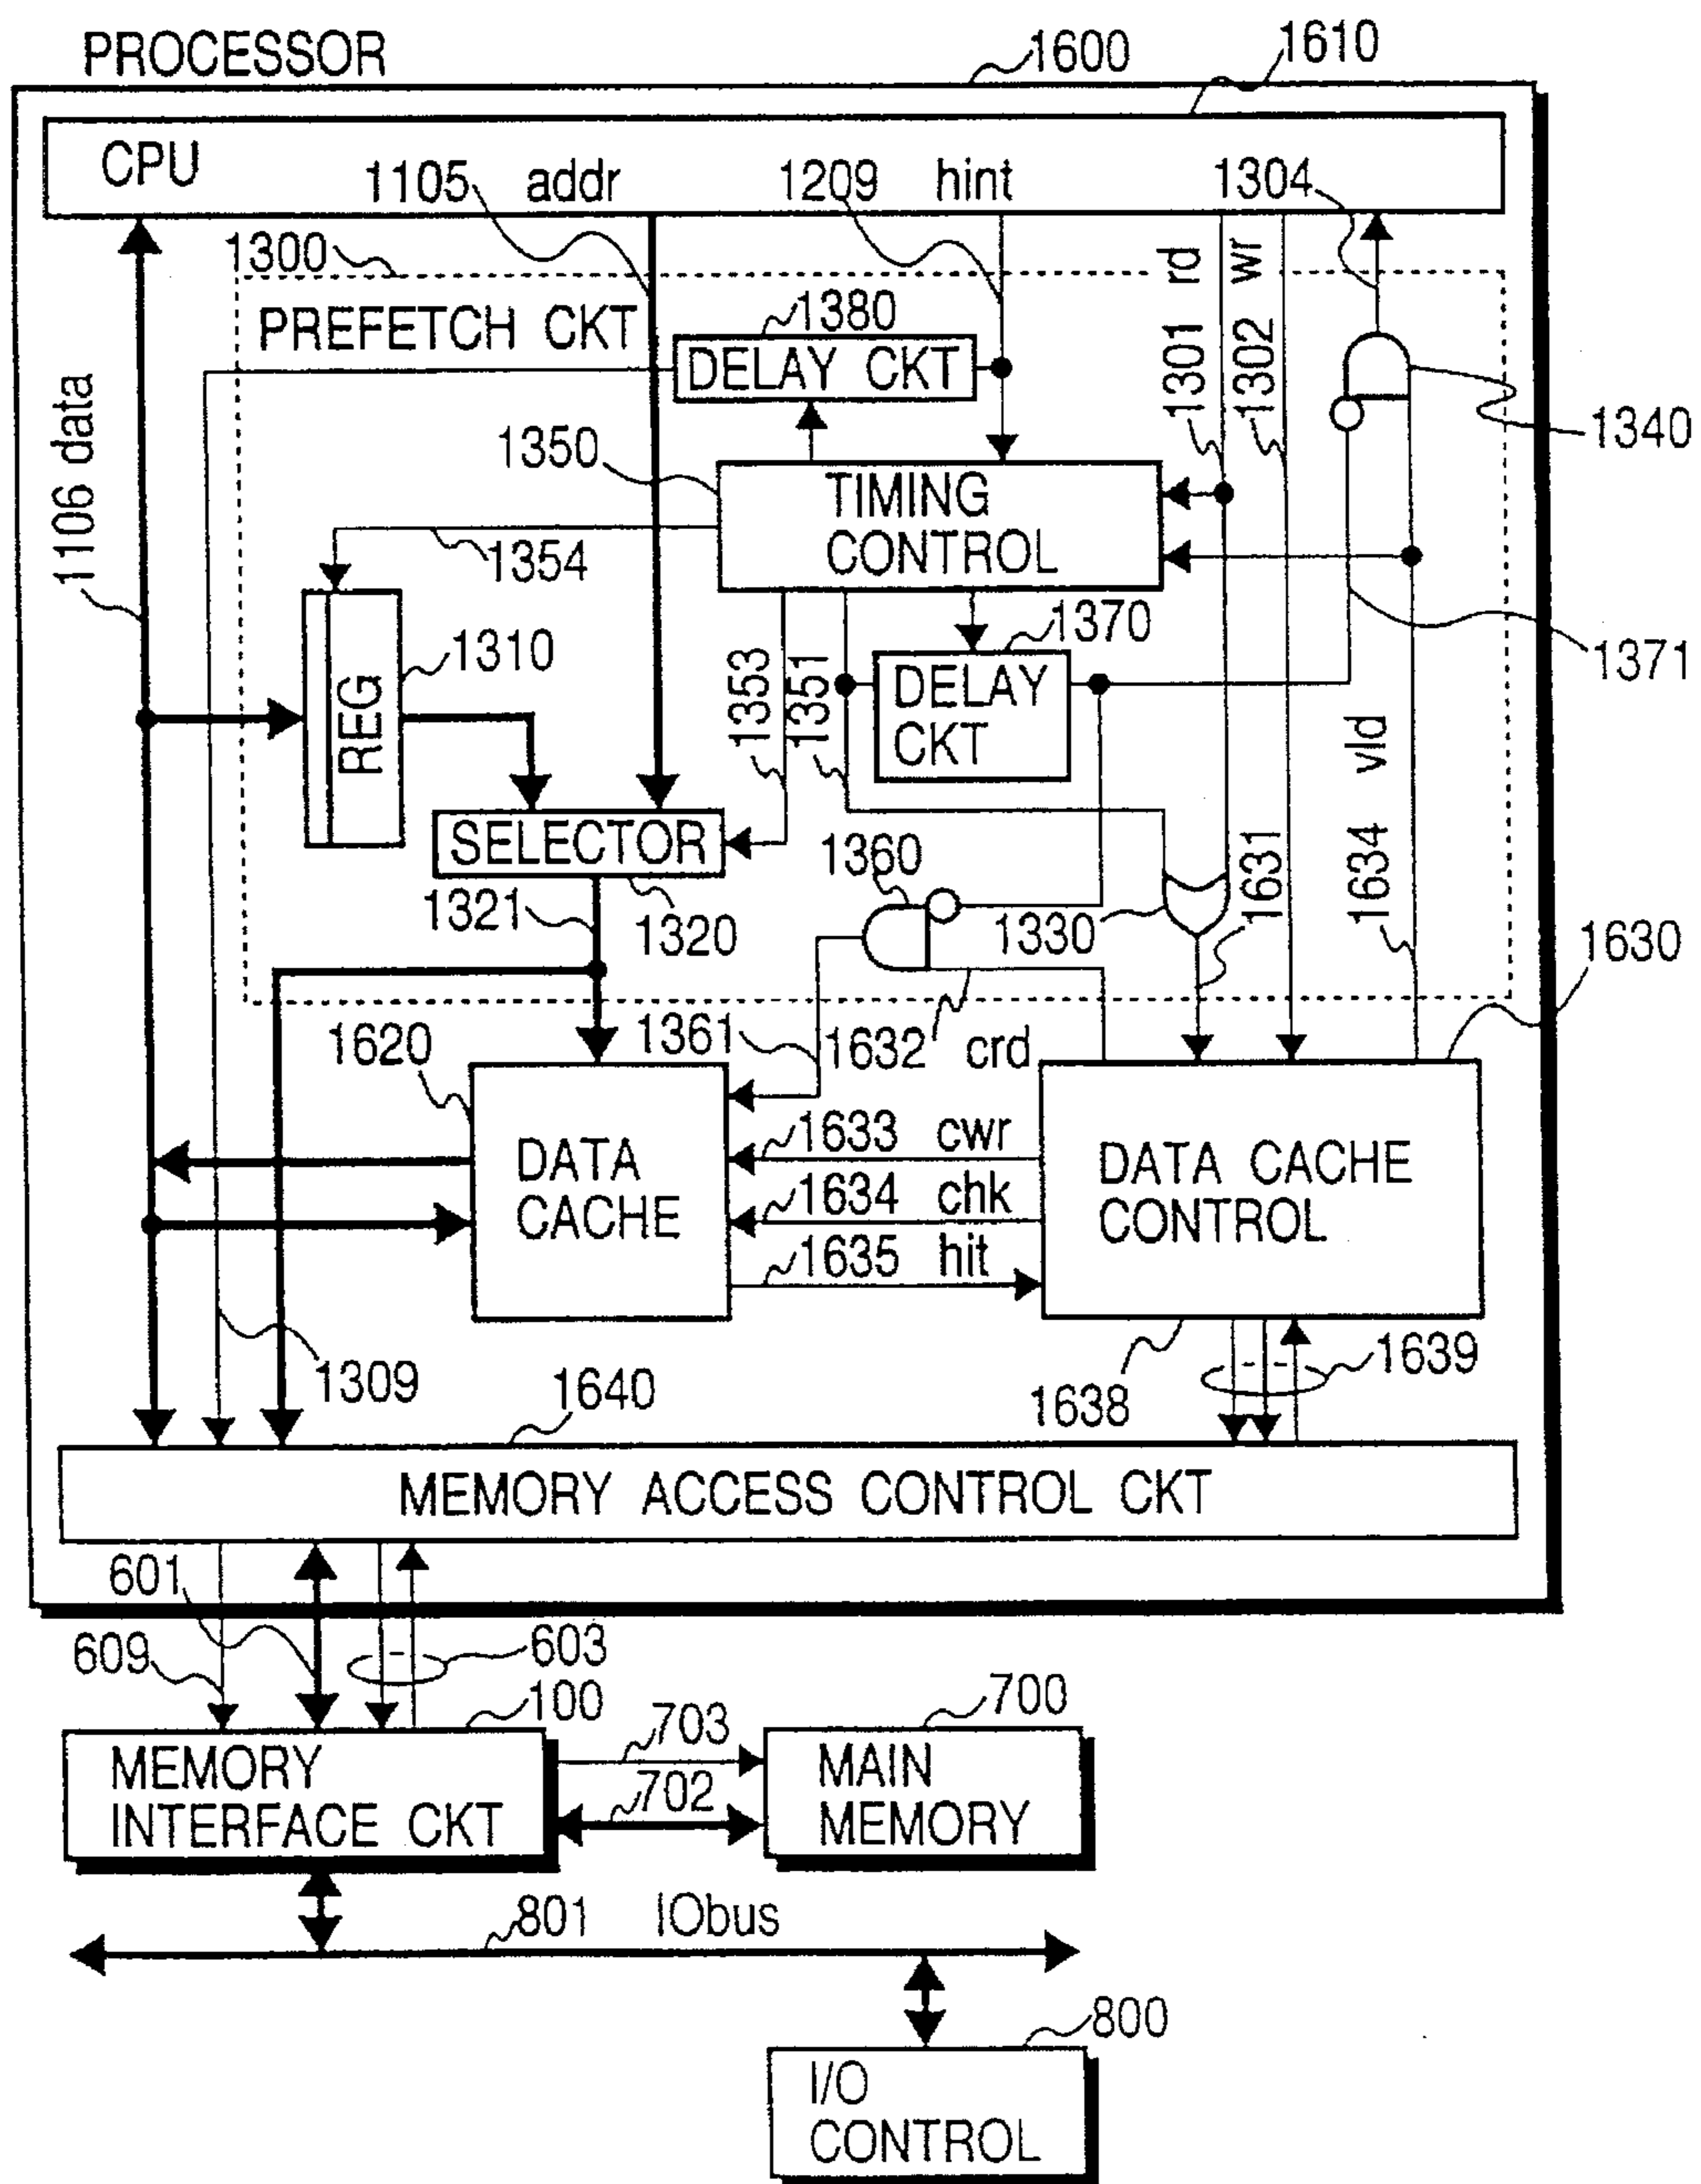 PROCESSOR
1600
1610
CPU
1105
addr
1209
hint
1304
1300
rd
wr
PREFETCH CKT
1380
DELAY CKT
1301
1302
1340
1106 data
1350
TIMING
CONTROL
1354
1370
1371
1310
REG
1353
1351
DELAY
CKT
vld
SELECTOR
1360
1631
1634
1321
1320
1330
1630
1620
1361
1632
crd
DATA
CACHE
1633
cwr
1634
chk
1635
hit
DATA CACHE
CONTROL
1309
1640
1638
1639
MEMORY ACCESS CONTROL CKT
601
609
603
100
703
700
MEMORY
INTERFACE CKT
702
MAIN
MEMORY
801
IObus
800
I/O
CONTROL